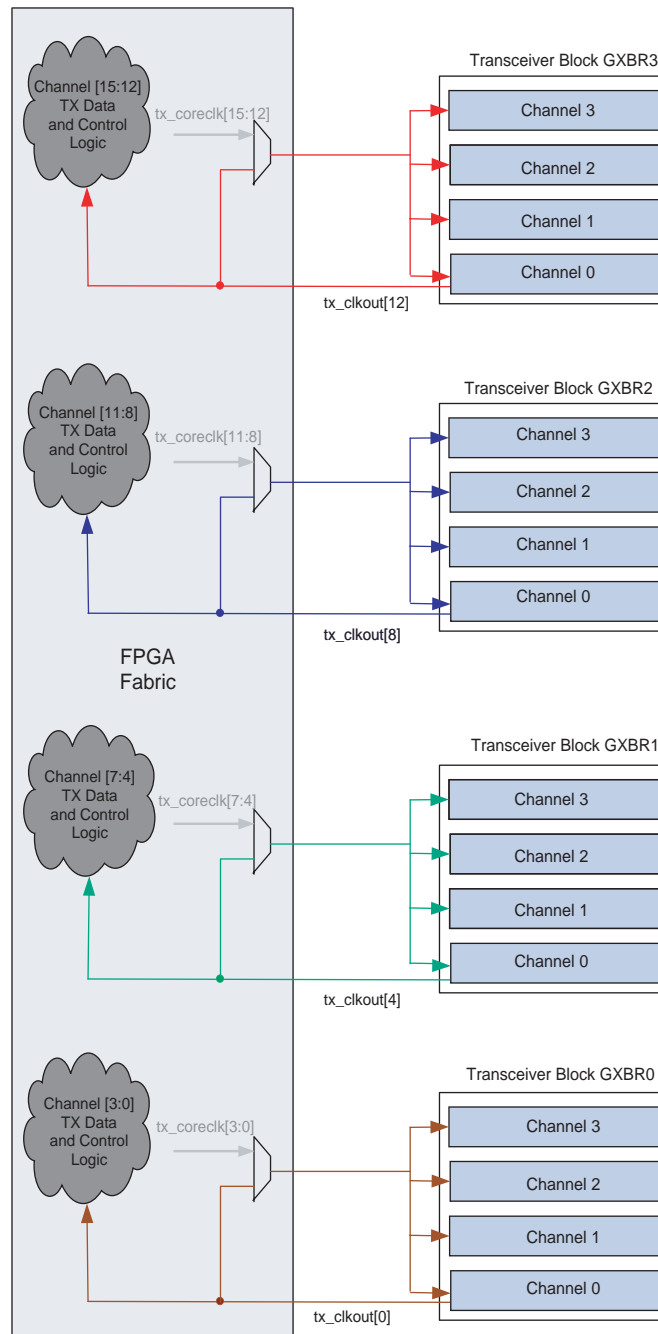 Transceiver Block GXBR3
Channel [15:12]
TX Data
and Control
Logic
tx_coreclk[15:12]
Channel 3
Channel 2
Channel 1
Channel 0
tx_clkout[12]
Transceiver Block GXBR2
Channel [11:8]
TX Data
and Control
Logic
tx_coreclk[11:8]
Channel 3
Channel 2
Channel 1
Channel 0
tx_clkout[8]
FPGA
Fabric
Transceiver Block GXBR1
Channel [7:4]
TX Data
and Control
Logic
tx_coreclk[7:4]
Channel 3
Channel 2
Channel 1
Channel 0
tx_clkout[4]
Transceiver Block GXBR0
Channel [3:0]
TX Data
and Control
Logic
tx_coreclk[3:0]
Channel 3
Channel 2
Channel 1
Channel 0
tx_clkout[0]